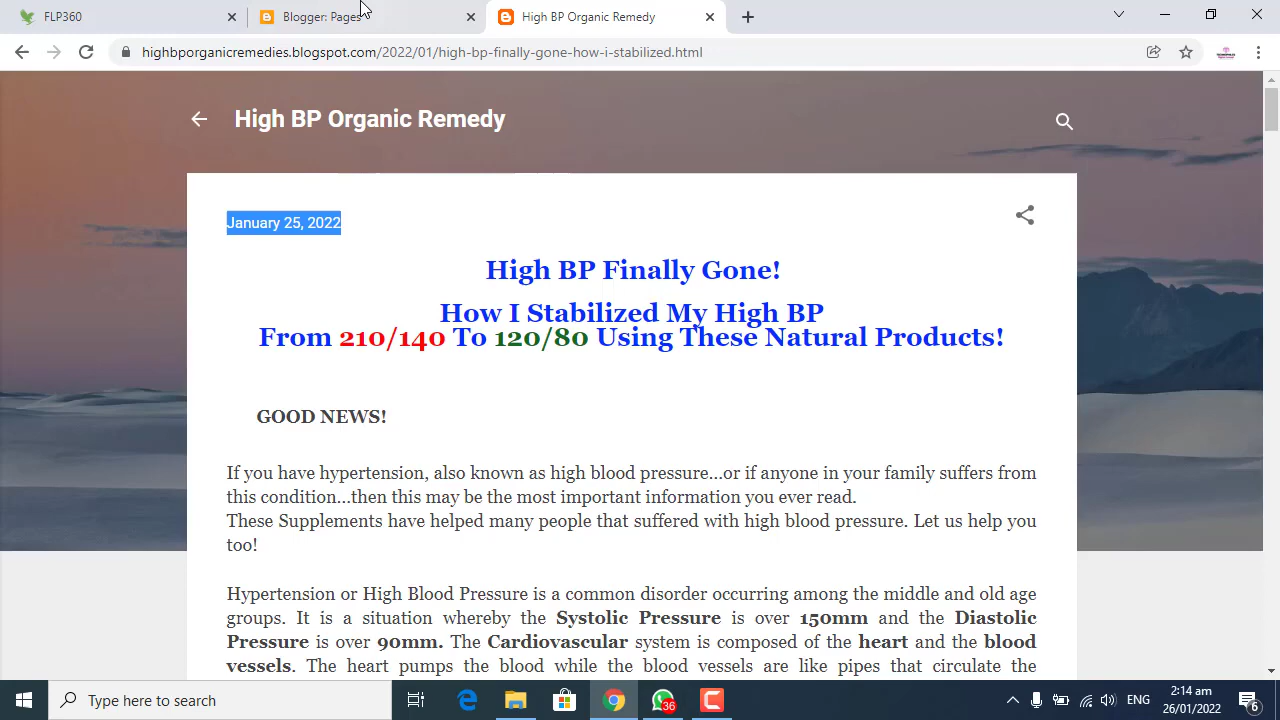 FLP360
Blogger: Pages
High BP Organic Remedy
highbporganicremedies.blogspot.com/2022/01/high-bp-finally-gone-how-i-stabilized.html
High BP Organic Remedy
January 25, 2022
High BP Finally Gone!
How I Stabilized My High BP
From 210/140 To 120/80 Using These Natural Products!
GOOD NEWS!
If you have hypertension, also known as high blood pressure...or if anyone in your family suffers from
this condition...then this may be the most important information you ever read.
These Supplements have helped many people that suffered with high blood pressure. Let us help you
too!
Hypertension or High Blood Pressure is a common disorder occurring among the middle and old age
groups. It is a situation whereby the Systolic Pressure is over 150mm and the Diastolic
Pressure is over 90mm. The Cardiovascular system is composed of the heart and the blood
vessels. The heart pumps the blood while the blood vessels are like pipes that circulate the
Type here to search
36
ENG
2:14 am
26/01/2022
6